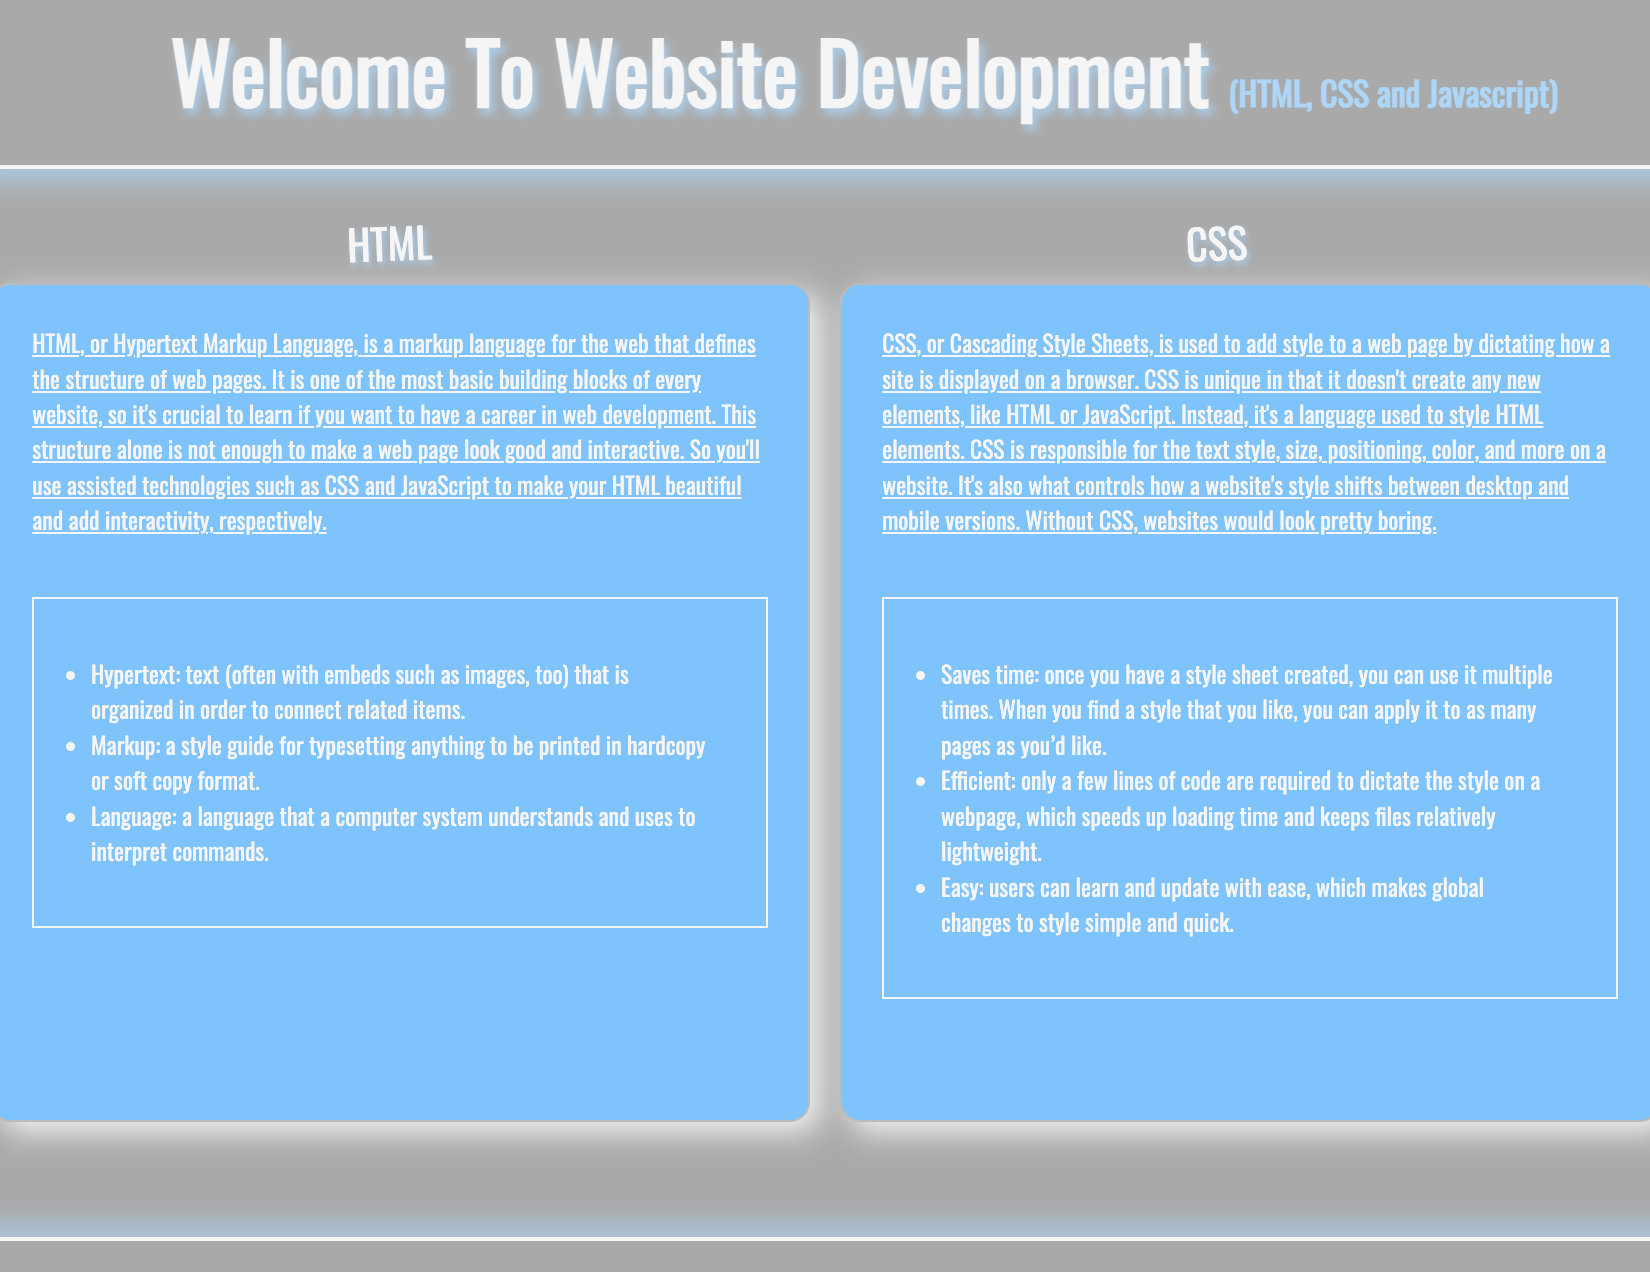 Welcome To Website Development (HTML, CSS and Javascript)
HTML
HTML, or Hypertext Markup Language, is a markup language for the web that defines
the structure of web pages. It is one of the most basic building blocks of every
website, so it's crucial to learn if you want to have a career in web development. This
structure alone is not enough to make a web page look good and interactive. So you'll
use assisted technologies such as CSS and JavaScript to make your HTML beautiful
and add interactivity, respectively.
• Hypertext: text (often with embeds such as images, too) that is
organized in order to connect related items.
• Markup: a style guide for typesetting anything to be printed in hardcopy
or soft copy format.
• Language: a language that a computer system understands and uses to
interpret commands.
CSS
CSS, or Cascading Style Sheets, is used to add style to a web page by dictating how a
site is displayed on a browser. CSS is unique in that it doesn't create any new
elements, like HTML or JavaScript. Instead, it's a language used to style HTML
elements. CSS is responsible for the text style, size, positioning, color, and more on a
website. It's also what controls how a website's style shifts between desktop and
mobile versions. Without CSS, websites would look pretty boring.
• Saves time: once you have a style sheet created, you can use it multiple
times. When you find a style that you like, you can apply it to as many
pages as you’d like.
• Efficient: only a few lines of code are required to dictate the style on a
webpage, which speeds up loading time and keeps files relatively
lightweight.
• Easy: users can learn and update with ease, which makes global
changes to style simple and quick.